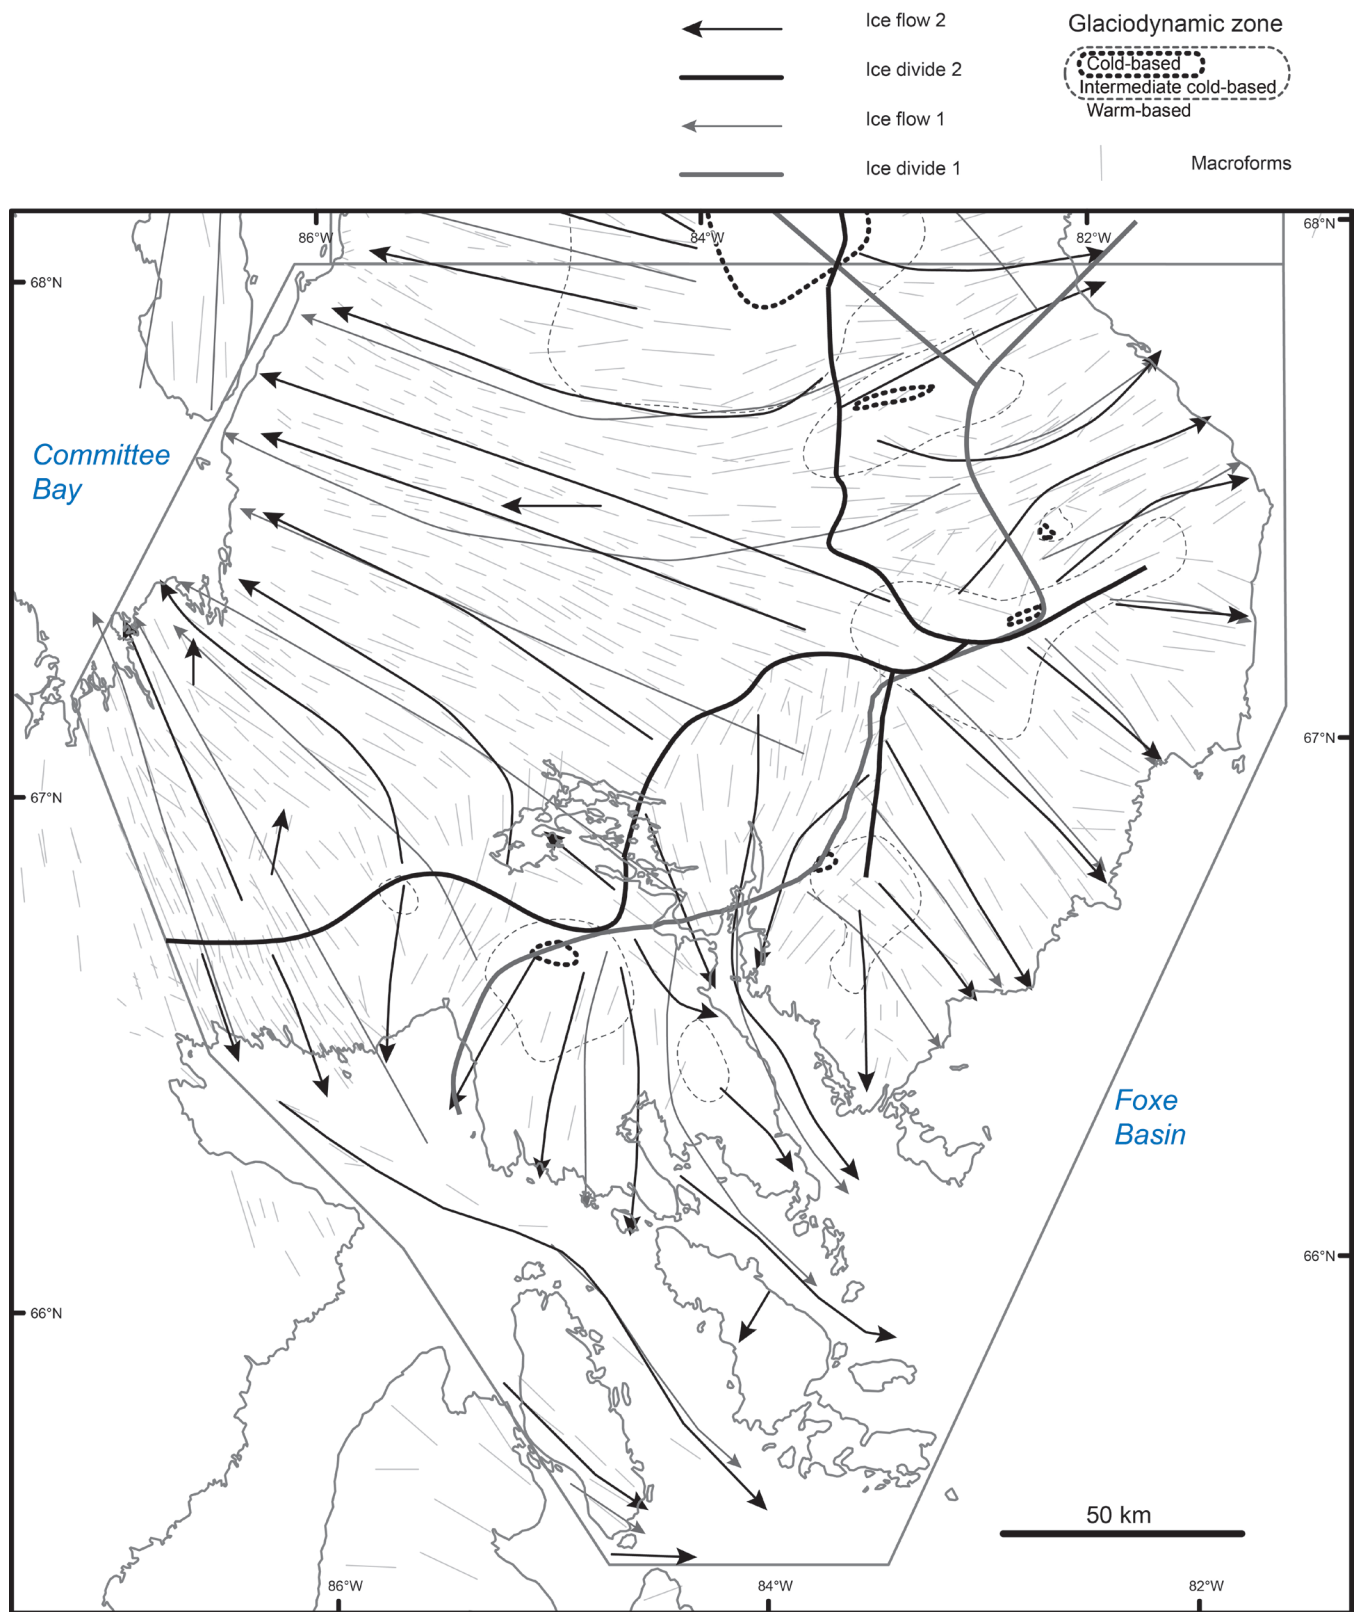 Ice flow 2
Ice divide 2
Ice flow 1
Ice divide 1
Glaciodynamic zone
Cold-based
Intermediate cold-based
Warm-based
Macroforms
86°W
84°W
82°W
68°N
68°N
Committee
Bay
67°N
67°N
Foxe
Basin
66°N
66°N
50 km
86°W
84°W
82°W